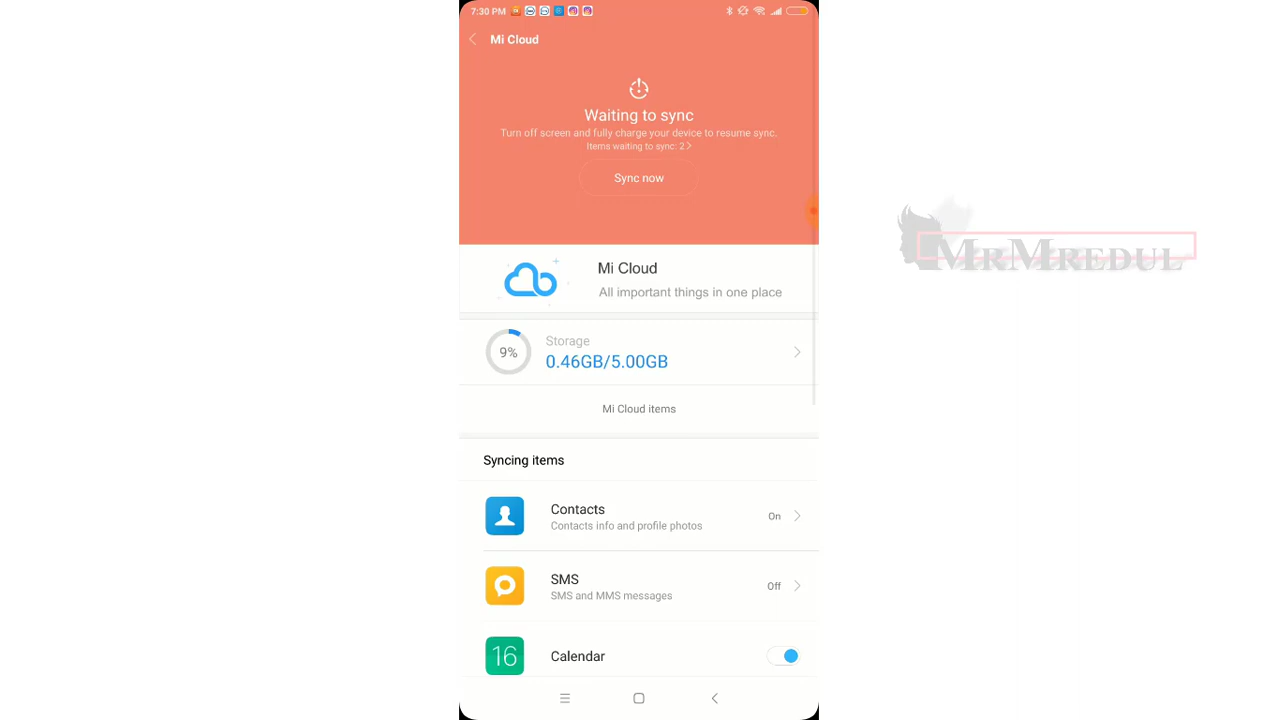 7:30 PM
Mi Cloud
Waiting to sync
Turn off screen and fully charge your device to resume sync.
Items waiting to sync: 2
Sync now
Mi Cloud
All important things in one place
9%
Storage
0.46GB/5.00GB
Mi Cloud items
Syncing items
Contacts
Contacts info and profile photos
On
SMS
SMS and MMS messages
Off
16
Calendar
MRMREDUL